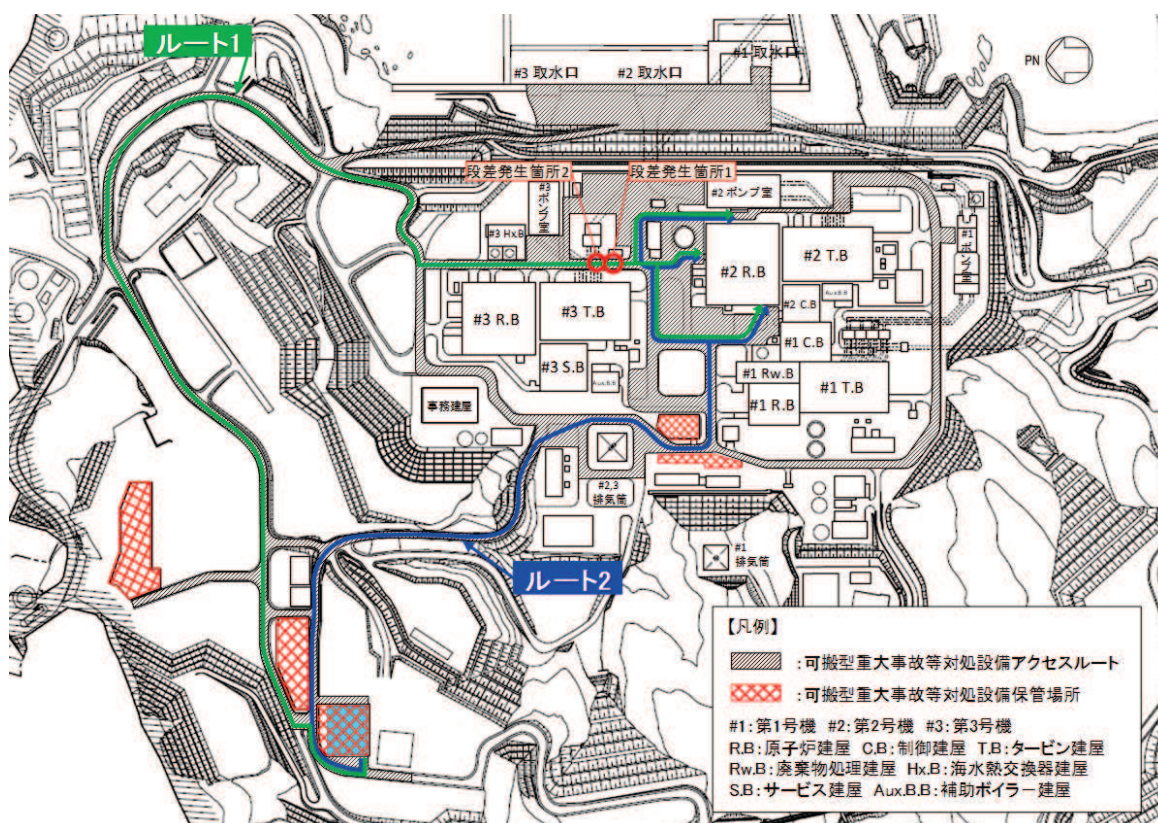 ルート1
#1 取水口
#3 取水口
#2 取水口
PN
段差発生箇所2
段差発生箇所1
#3 ポンプ室
#2 ポンプ室
#3 Hx.B
#1 ポンプ室
#2 R.B
#2 T.B
#3 R.B
#3 T.B
#2 C.B
Aux.B.B
#1 C.B
#3 S.B
Aux.B.B
#1 Rw.B
#1 R.B
#1 T.B
事務建屋
#2,3
排気筒
#1
排気筒
ルート2
【凡例】
:可搬型重大事故等対処設備アクセスルート
:可搬型重大事故等対処設備保管場所
#1:第1号機 #2:第2号機 #3:第3号機
R.B:原子炉建屋 C.B:制御建屋 T.B:タービン建屋
Rw.B:廃棄物処理建屋 Hx.B:海水熱交換器建屋
S.B:サービス建屋 Aux.B.B:補助ボイラー建屋